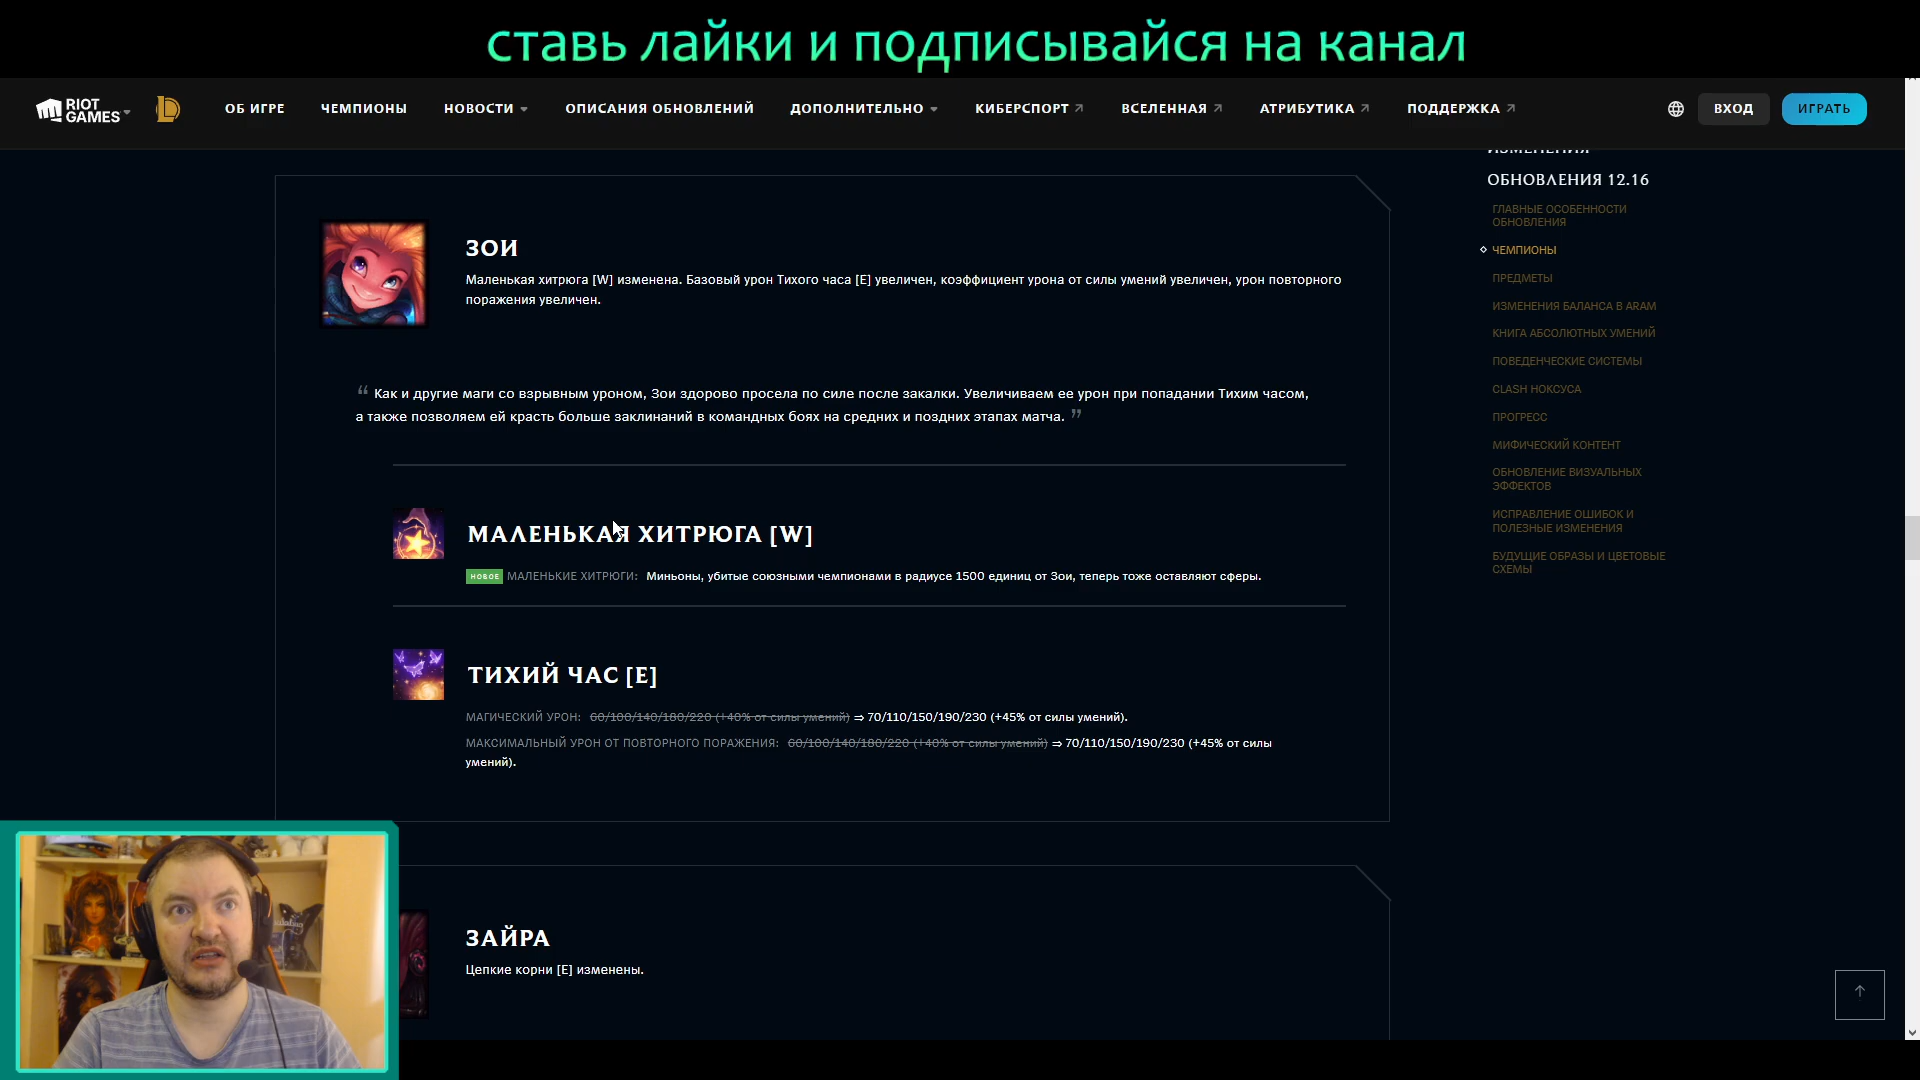 ставь лайки и подписывайся на канал
RIOT GAMES
ОБ ИГРЕ
ЧЕМПИОНЫ
НОВОСТИ
ОПИСАНИЯ ОБНОВЛЕНИЙ
ДОПОЛНИТЕЛЬНО
КИБЕРСПОРТ
ВСЕЛЕННАЯ
АТРИБУТИКА
ПОДДЕРЖКА
ВХОД
ИГРАТЬ
ИЗМЕНЕНИЯ
ОБНОВЛЕНИЯ 12.16
ГЛАВНЫЕ ОСОБЕННОСТИ
ОБНОВЛЕНИЯ
ЧЕМПИОНЫ
ПРЕДМЕТЫ
ИЗМЕНЕНИЯ БАЛАНСА В ARAM
КНИГА АБСОЛЮТНЫХ УМЕНИЙ
ПОВЕДЕНЧЕСКИЕ СИСТЕМЫ
CLASH НОКСУСА
ПРОГРЕСС
МИФИЧЕСКИЙ КОНТЕНТ
ОБНОВЛЕНИЕ ВИЗУАЛЬНЫХ
ЭФФЕКТОВ
ИСПРАВЛЕНИЕ ОШИБОК И
ПОЛЕЗНЫЕ ИЗМЕНЕНИЯ
БУДУЩИЕ ОБРАЗЫ И ЦВЕТОВЫЕ
СХЕМЫ
ЗОИ
Маленькая хитрюга [W] изменена. Базовый урон Тихого часа [E] увеличен, коэффициент урона от силы умений увеличен, урон повторного
поражения увеличен.
“ Как и другие маги со взрывным уроном, Зои здорово просела по силе после закалки. Увеличиваем ее урон при попадании Тихим часом,
а также позволяем ей красть больше заклинаний в командных боях на средних и поздних этапах матча. ”
МАЛЕНЬКАЯ ХИТРЮГА [W]
НОВОЕ МАЛЕНЬКИЕ ХИТРЮГИ: Миньоны, убитые союзными чемпионами в радиусе 1500 единиц от Зои, теперь тоже оставляют сферы.
ТИХИЙ ЧАС [E]
МАГИЧЕСКИЙ УРОН: 60/100/140/180/220 (+40% от силы умений) ⇒ 70/110/150/190/230 (+45% от силы умений).
МАКСИМАЛЬНЫЙ УРОН ОТ ПОВТОРНОГО ПОРАЖЕНИЯ: 60/100/140/180/220 (+40% от силы умений) ⇒ 70/110/150/190/230 (+45% от силы
умений).
ЗАЙРА
Цепкие корни [E] изменены.